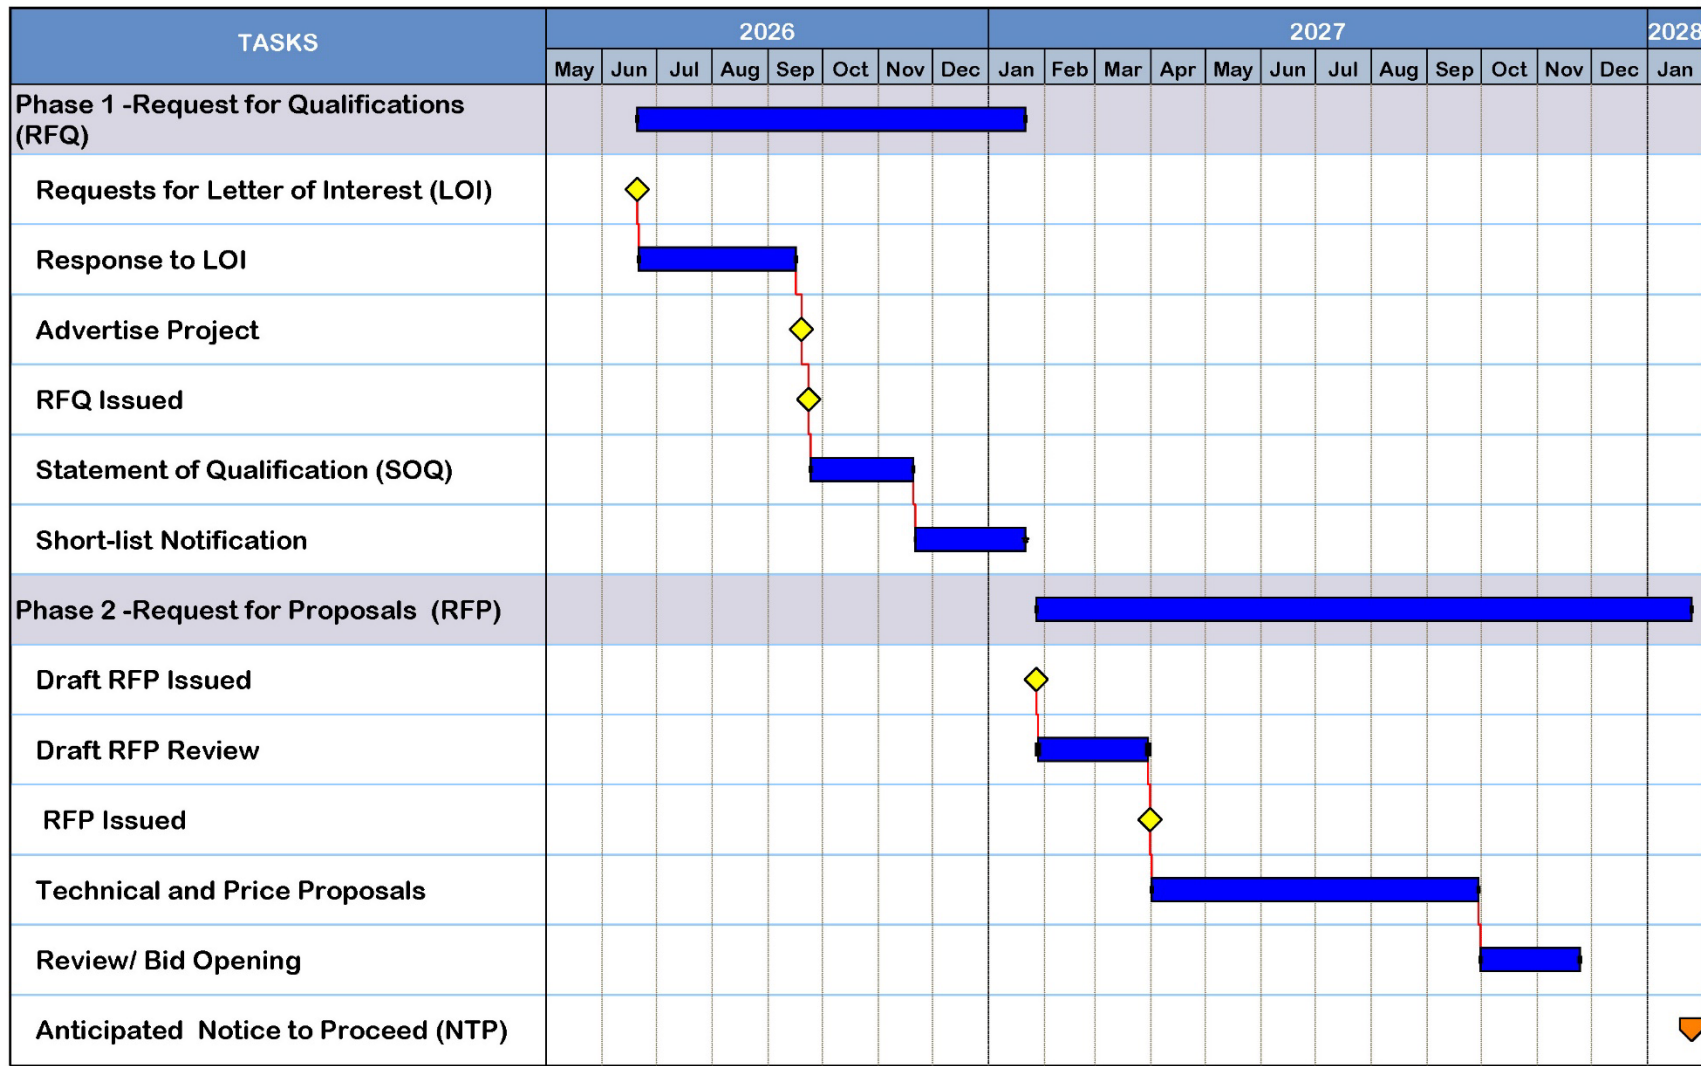 TASKS
2026
2027
2028
May Jun Jul Aug Sep Oct Nov Dec Jan Feb Mar Apr May Jun Jul Aug Sep Oct Nov Dec Jan
Phase 1 -Request for Qualifications
(RFQ)
Requests for Letter of Interest (LOI)
Response to LOI
Advertise Project
RFQ Issued
Statement of Qualification (SOQ)
Short-list Notification
Phase 2 -Request for Proposals (RFP)
Draft RFP Issued
Draft RFP Review
RFP Issued
Technical and Price Proposals
Review/ Bid Opening
Anticipated Notice to Proceed (NTP)